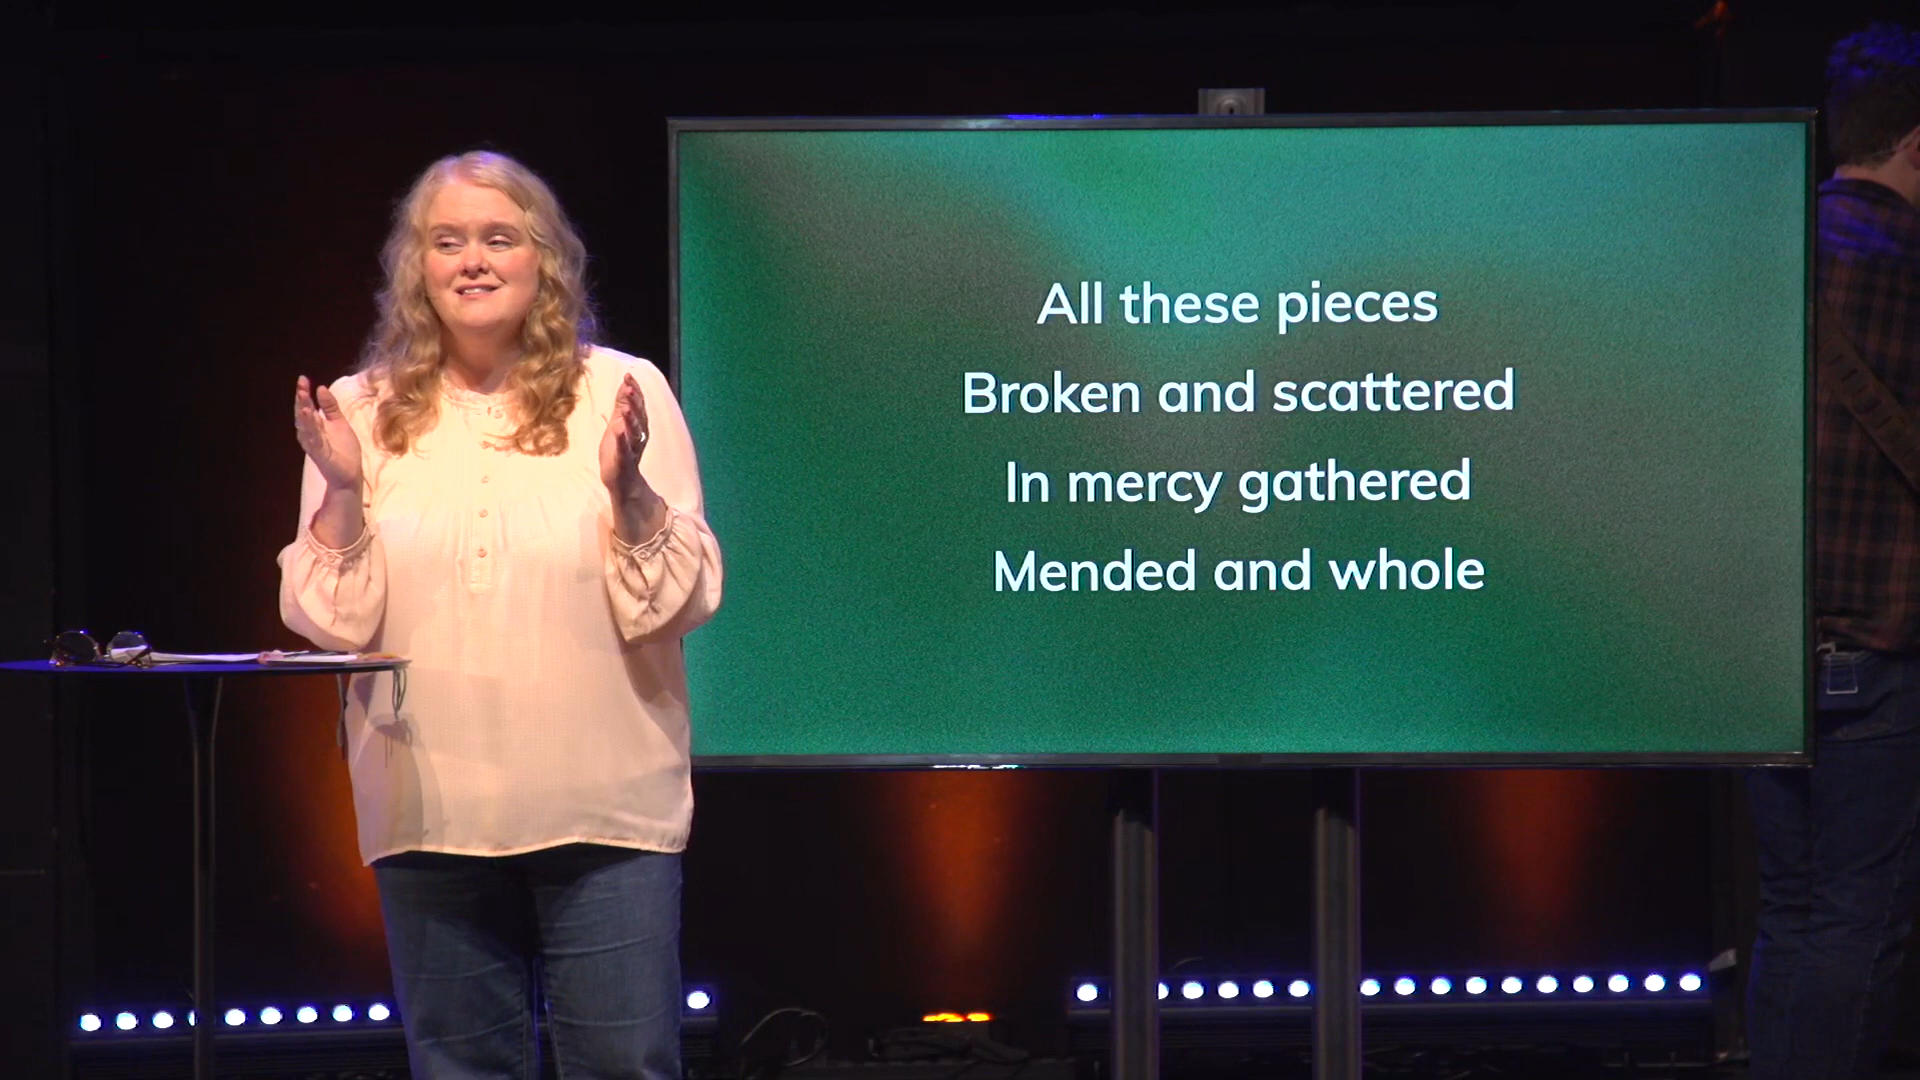 All these pieces
Broken and scattered
In mercy gathered
Mended and whole